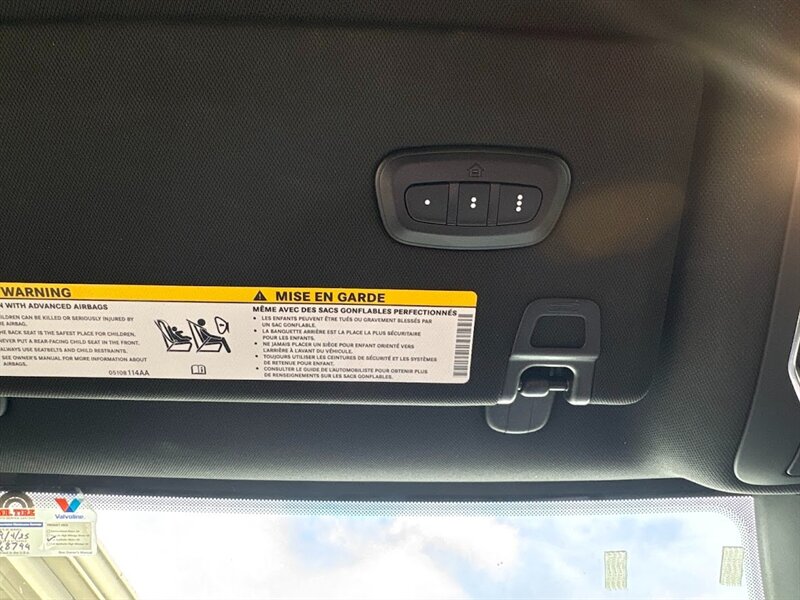 WARNING
WITH ADVANCED AIRBAGS
CHILDREN CAN BE KILLED OR SERIOUSLY INJURED BY
AIRBAG.
THE BACK SEAT IS THE SAFEST PLACE FOR CHILDREN.
NEVER PUT A REAR-FACING CHILD SEAT IN THE FRONT.
ALWAYS USE SEATBELTS AND CHILD RESTRAINTS.
SEE OWNER'S MANUAL FOR MORE INFORMATION ABOUT
AIRBAGS.
05108114AA
MISE EN GARDE
MÊME AVEC DES SACS GONFLABLES PERFECTIONNÉS
• LES ENFANTS PEUVENT ÊTRE TUÉS OU GRAVEMENT BLESSÉS PAR
UN SAC GONFLABLE.
• LA BANQUETTE ARRIÈRE EST LA PLACE LA PLUS SÉCURITAIRE
POUR LES ENFANTS.
• NE JAMAIS PLACER UN SIÈGE POUR ENFANT ORIENTÉ VERS
L'ARRIÈRE À L'AVANT DU VÉHICULE.
• TOUJOURS UTILISER LES CEINTURES DE SÉCURITÉ ET LES SYSTÈMES
DE RETENUE POUR ENFANT.
• CONSULTER LE GUIDE DE L'AUTOMOBILISTE POUR OBTENIR PLUS
DE RENSEIGNEMENTS SUR LES SACS GONFLABLES.
TIRE
Valvoline